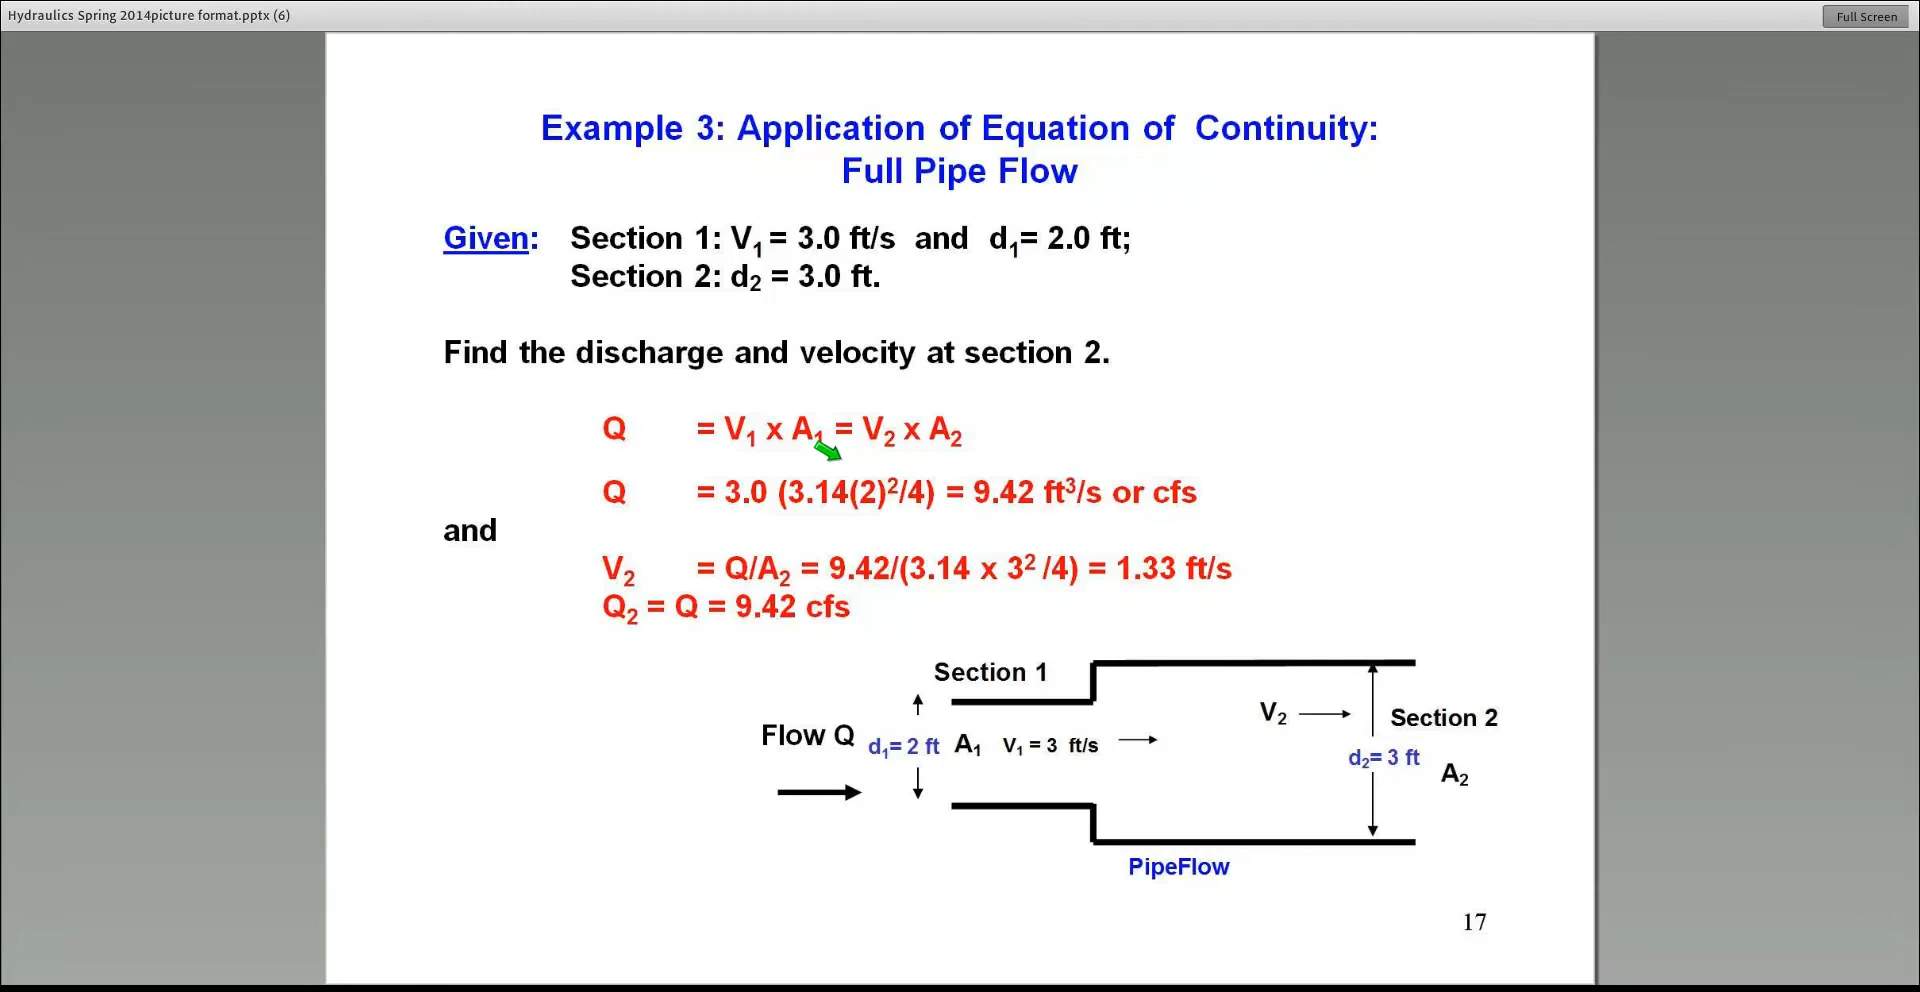 Hydraulics Spring 2014picture format.pptx (6)
Full Screen
Example 3: Application of Equation of Continuity:
Full Pipe Flow
Given: Section 1: V₁ = 3.0 ft/s and d₁= 2.0 ft;
Section 2: d₂ = 3.0 ft.
Find the discharge and velocity at section 2.
Q = V₁ x A₁ = V₂ x A₂
Q = 3.0 (3.14(2)²/4) = 9.42 ft³/s or cfs
and
V₂ = Q/A₂ = 9.42/(3.14 x 3² /4) = 1.33 ft/s
Q₂ = Q = 9.42 cfs
Section 1
Flow Q
d₁= 2 ft
A₁
V₁ = 3 ft/s
V₂
Section 2
d₂= 3 ft
A₂
PipeFlow
17